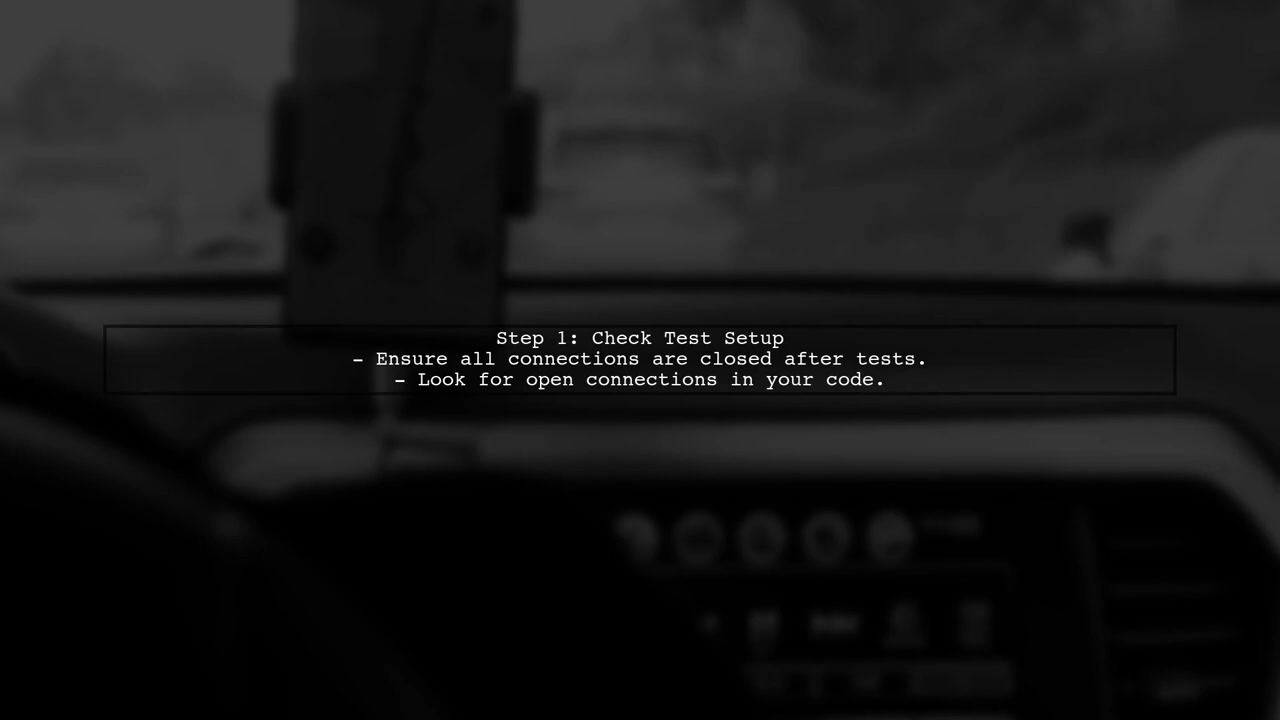 Step 1: Check Test Setup
– Ensure all connections are closed after tests.
– Look for open connections in your code.